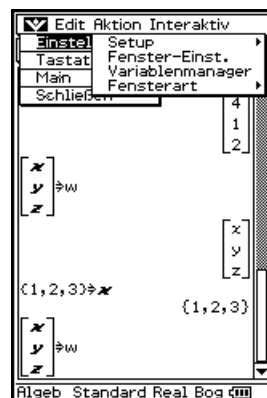 Edit Aktion Interaktiv
Einstel
Setup
Tastat
Fenster-Einst.
Main
Variablenmanager
Schließen
Fensterart
4
1
2
x
y
z
⇒w
x
y
z
{1,2,3}⇒x
{1,2,3}
x
y
z
⇒w
Algeb Standard Real Bog